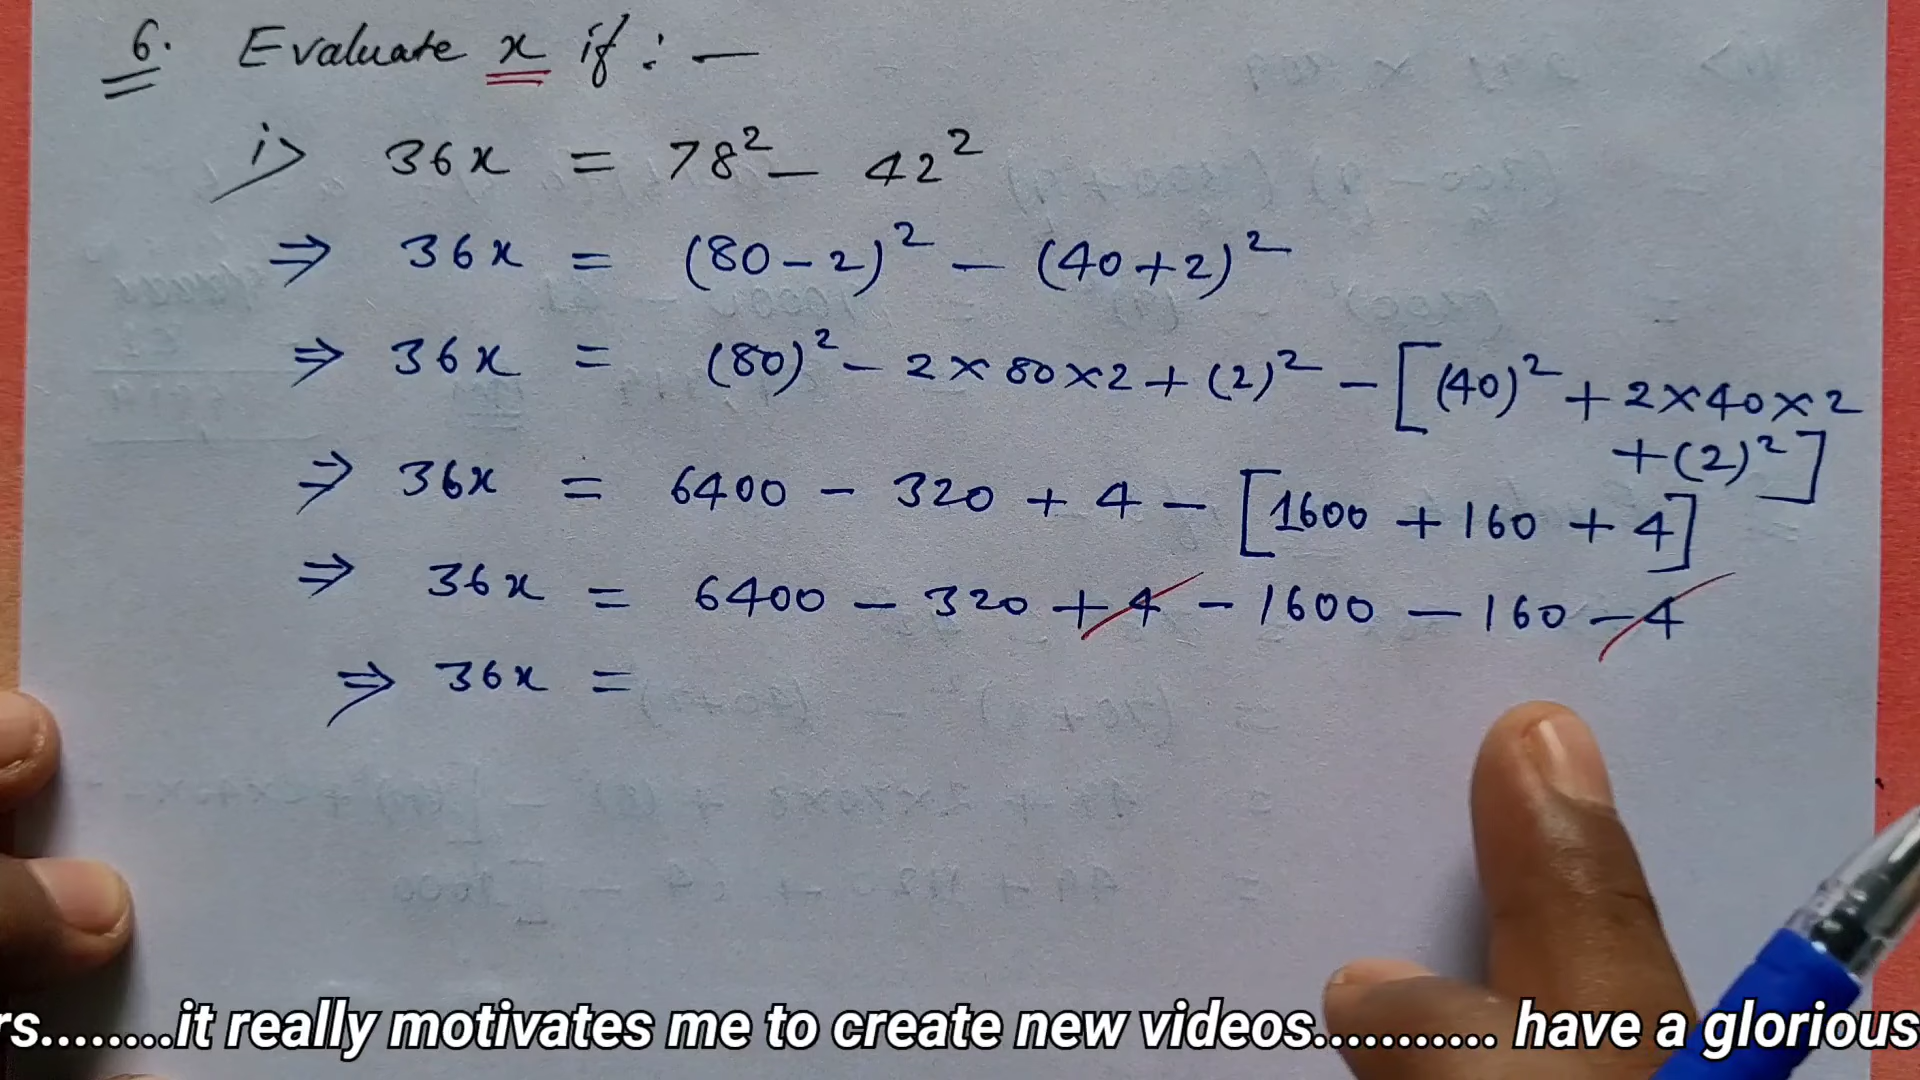 6. Evaluate x if : —
i> 36x = 78² - 42²
⇒ 36x = (80-2)² - (40+2)²
⇒ 36x = (80)² - 2×80×2 + (2)² - [(40)² + 2×40×2
+(2)²]
⇒ 36x = 6400 - 320 + 4 - [1600 + 160 + 4]
⇒ 36x = 6400 - 320 + 4 - 1600 - 160 - 4
⇒ 36x =
rs........it really motivates me to create new videos........... have a glorious